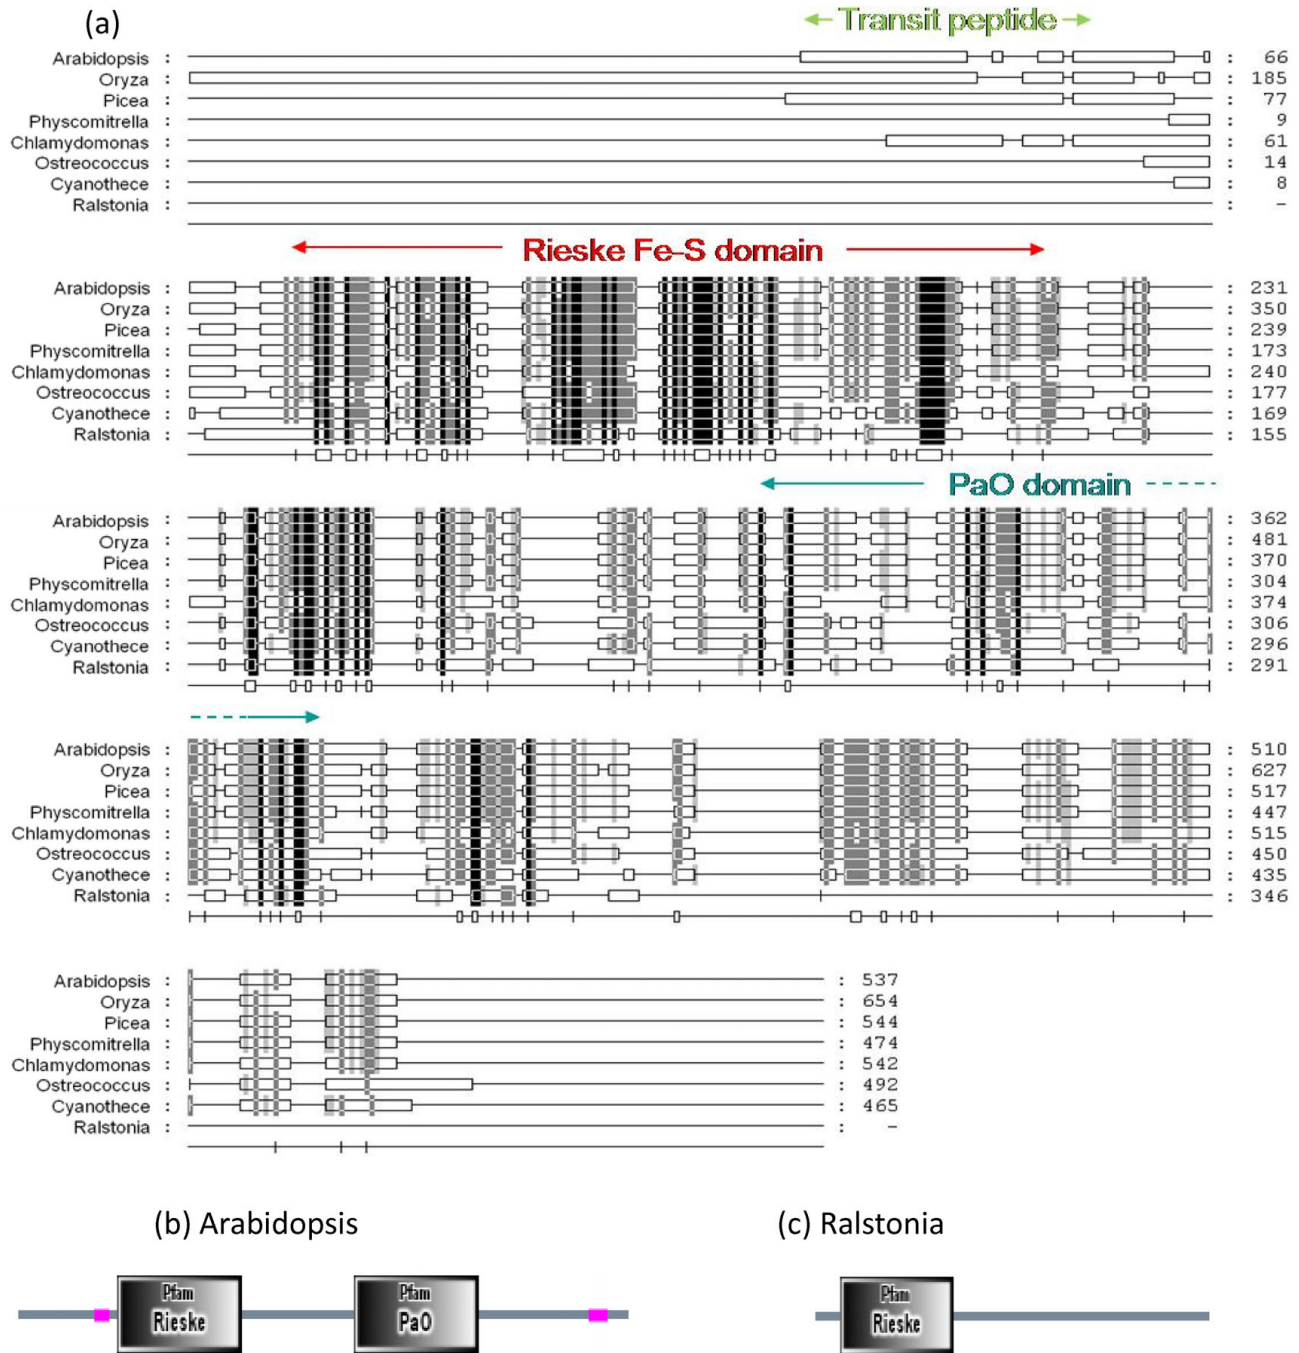 (a)
Transit peptide
Arabidopsis : : 66
Oryza : : 185
Picea : : 77
Physcomitrella : : 9
Chlamydomonas : : 61
Ostreococcus : : 14
Cyanothece : : 8
Ralstonia : : –
Rieske Fe-S domain
Arabidopsis : : 231
Oryza : : 350
Picea : : 239
Physcomitrella : : 173
Chlamydomonas : : 240
Ostreococcus : : 177
Cyanothece : : 169
Ralstonia : : 155
PaO domain
Arabidopsis : : 362
Oryza : : 481
Picea : : 370
Physcomitrella : : 304
Chlamydomonas : : 374
Ostreococcus : : 306
Cyanothece : : 296
Ralstonia : : 291
Arabidopsis : : 510
Oryza : : 627
Picea : : 517
Physcomitrella : : 447
Chlamydomonas : : 515
Ostreococcus : : 450
Cyanothece : : 435
Ralstonia : : 346
Arabidopsis : : 537
Oryza : : 654
Picea : : 544
Physcomitrella : : 474
Chlamydomonas : : 542
Ostreococcus : : 492
Cyanothece : : 465
Ralstonia : : –
(b) Arabidopsis (c) Ralstonia
Pfam Pfam Pfam
Rieske PaO Rieske